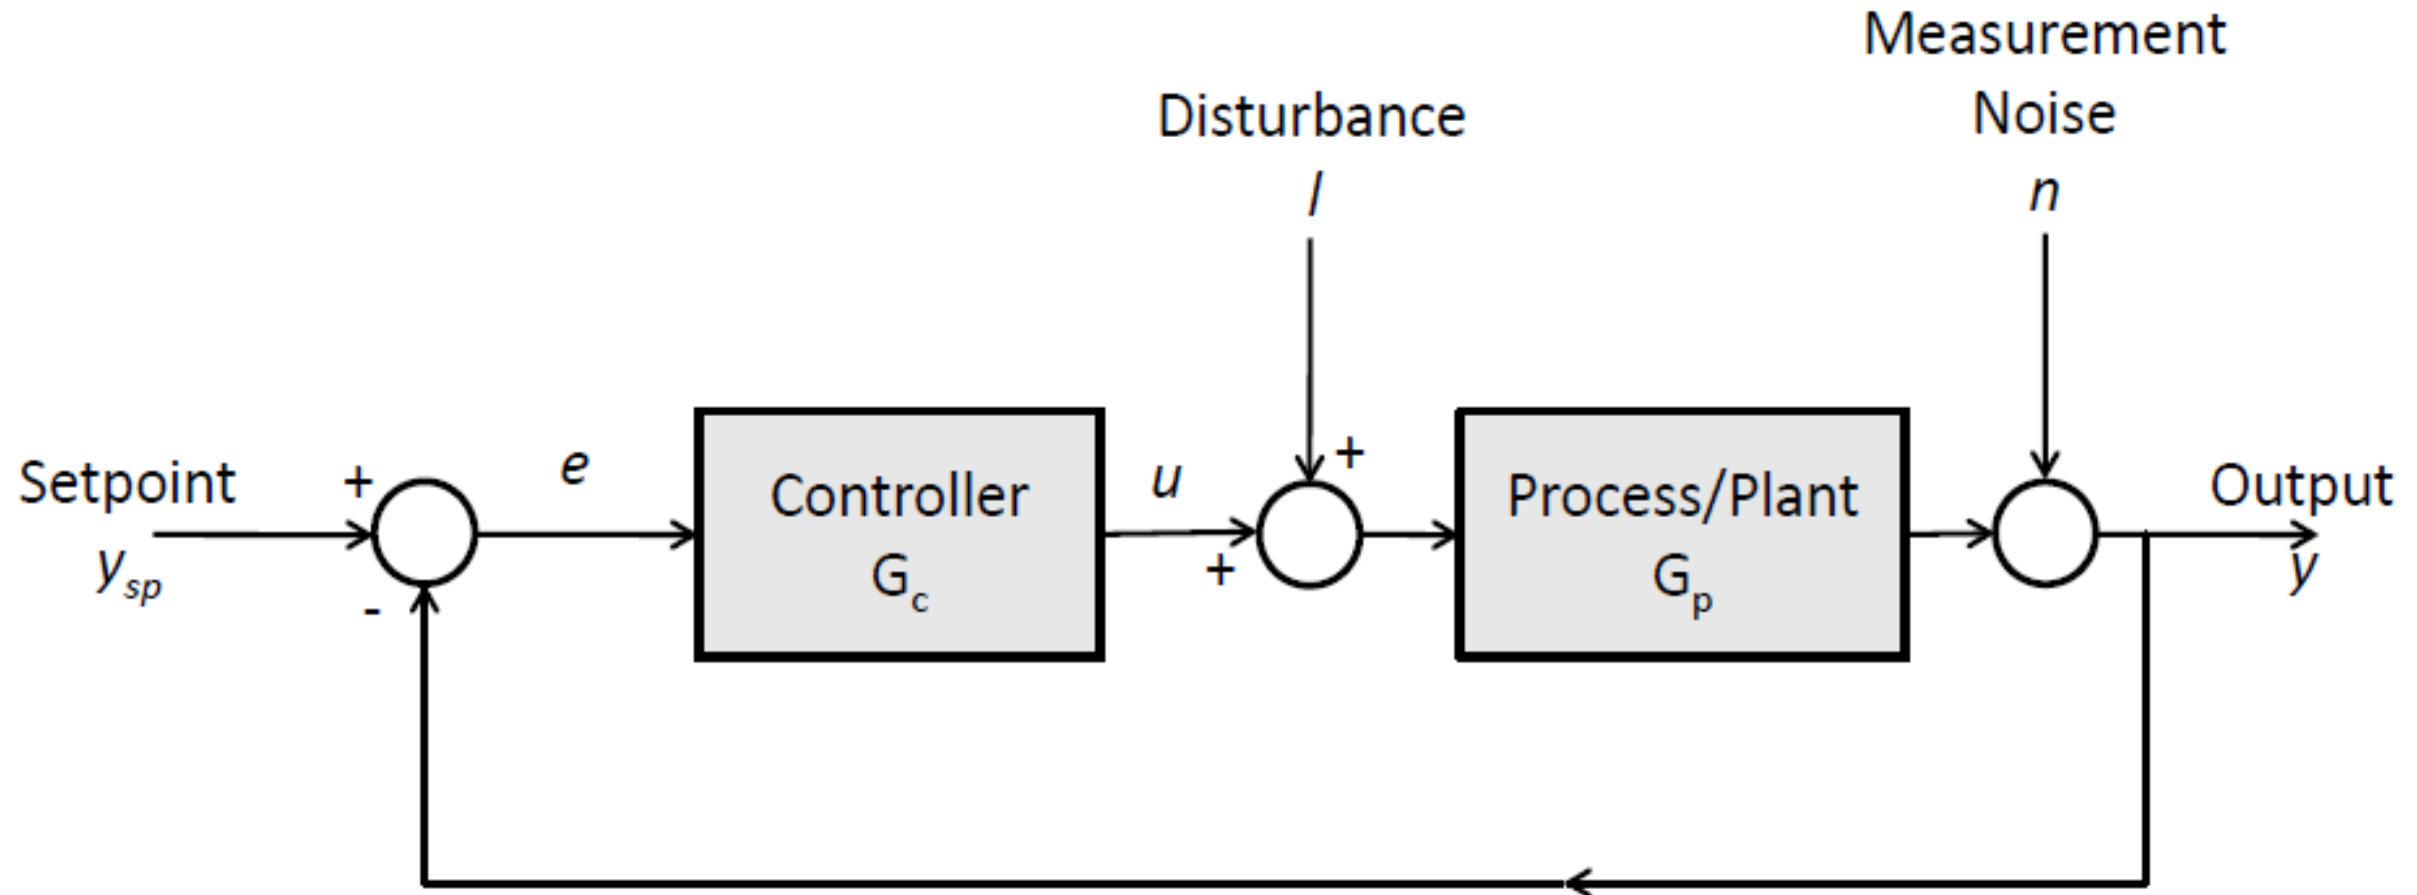 Measurement
Noise
n
Disturbance
l
Setpoint
y_sp
+
-
e
Controller
G_c
u
+
+
Process/Plant
G_p
Output
y